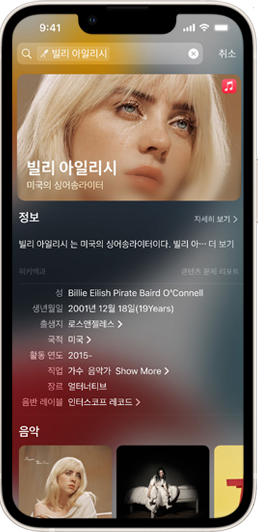 9:41
빌리 아일리시
취소
빌리 아일리시
미국의 싱어송라이터
정보
자세히 보기 >
빌리 아일리시 는 미국의 싱어송라이터이다. 빌리 아… 더 보기
위키백과 콘텐츠 문제 리포트
성 Billie Eilish Pirate Baird O'Connell
생년월일 2001년 12월 18일(19Years)
출생지 로스앤젤레스 >
국적 미국 >
활동 연도 2015-
직업 가수 음악가 Show More >
장르 얼터너티브
음반 레이블 인터스코프 레코드 >
음악